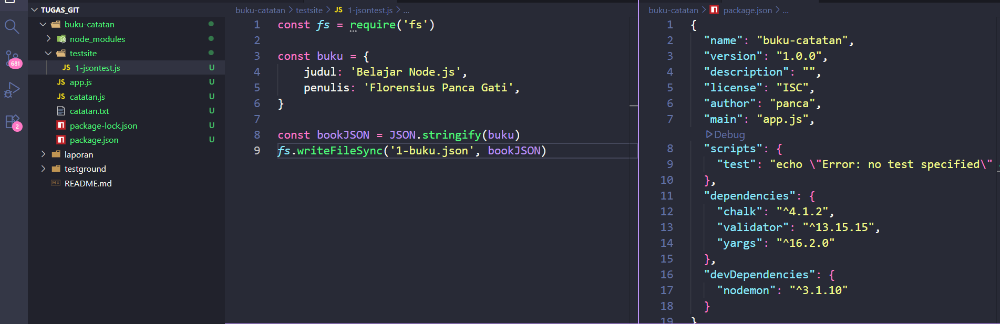 TUGAS_GIT
buku-catatan
node_modules
testsite
JS 1-jsontest.js U
JS app.js U
JS catatan.js U
catatan.txt U
package-lock.json U
package.json U
laporan
testground
README.md
681
2
buku-catatan > testsite > JS 1-jsontest.js > ...
1 const fs = require('fs')
2
3 const buku = {
4 judul: 'Belajar Node.js',
5 penulis: 'Florensius Panca Gati',
6 }
7
8 const bookJSON = JSON.stringify(buku)
9 fs.writeFileSync('1-buku.json', bookJSON)
buku-catatan > package.json > ...
1 {
2 "name": "buku-catatan",
3 "version": "1.0.0",
4 "description": "",
5 "license": "ISC",
6 "author": "panca",
7 "main": "app.js",
Debug
8 "scripts": {
9 "test": "echo \"Error: no test specified\"
10 },
11 "dependencies": {
12 "chalk": "^4.1.2",
13 "validator": "^13.15.15",
14 "yargs": "^16.2.0"
15 },
16 "devDependencies": {
17 "nodemon": "^3.1.10"
18 }
19 }